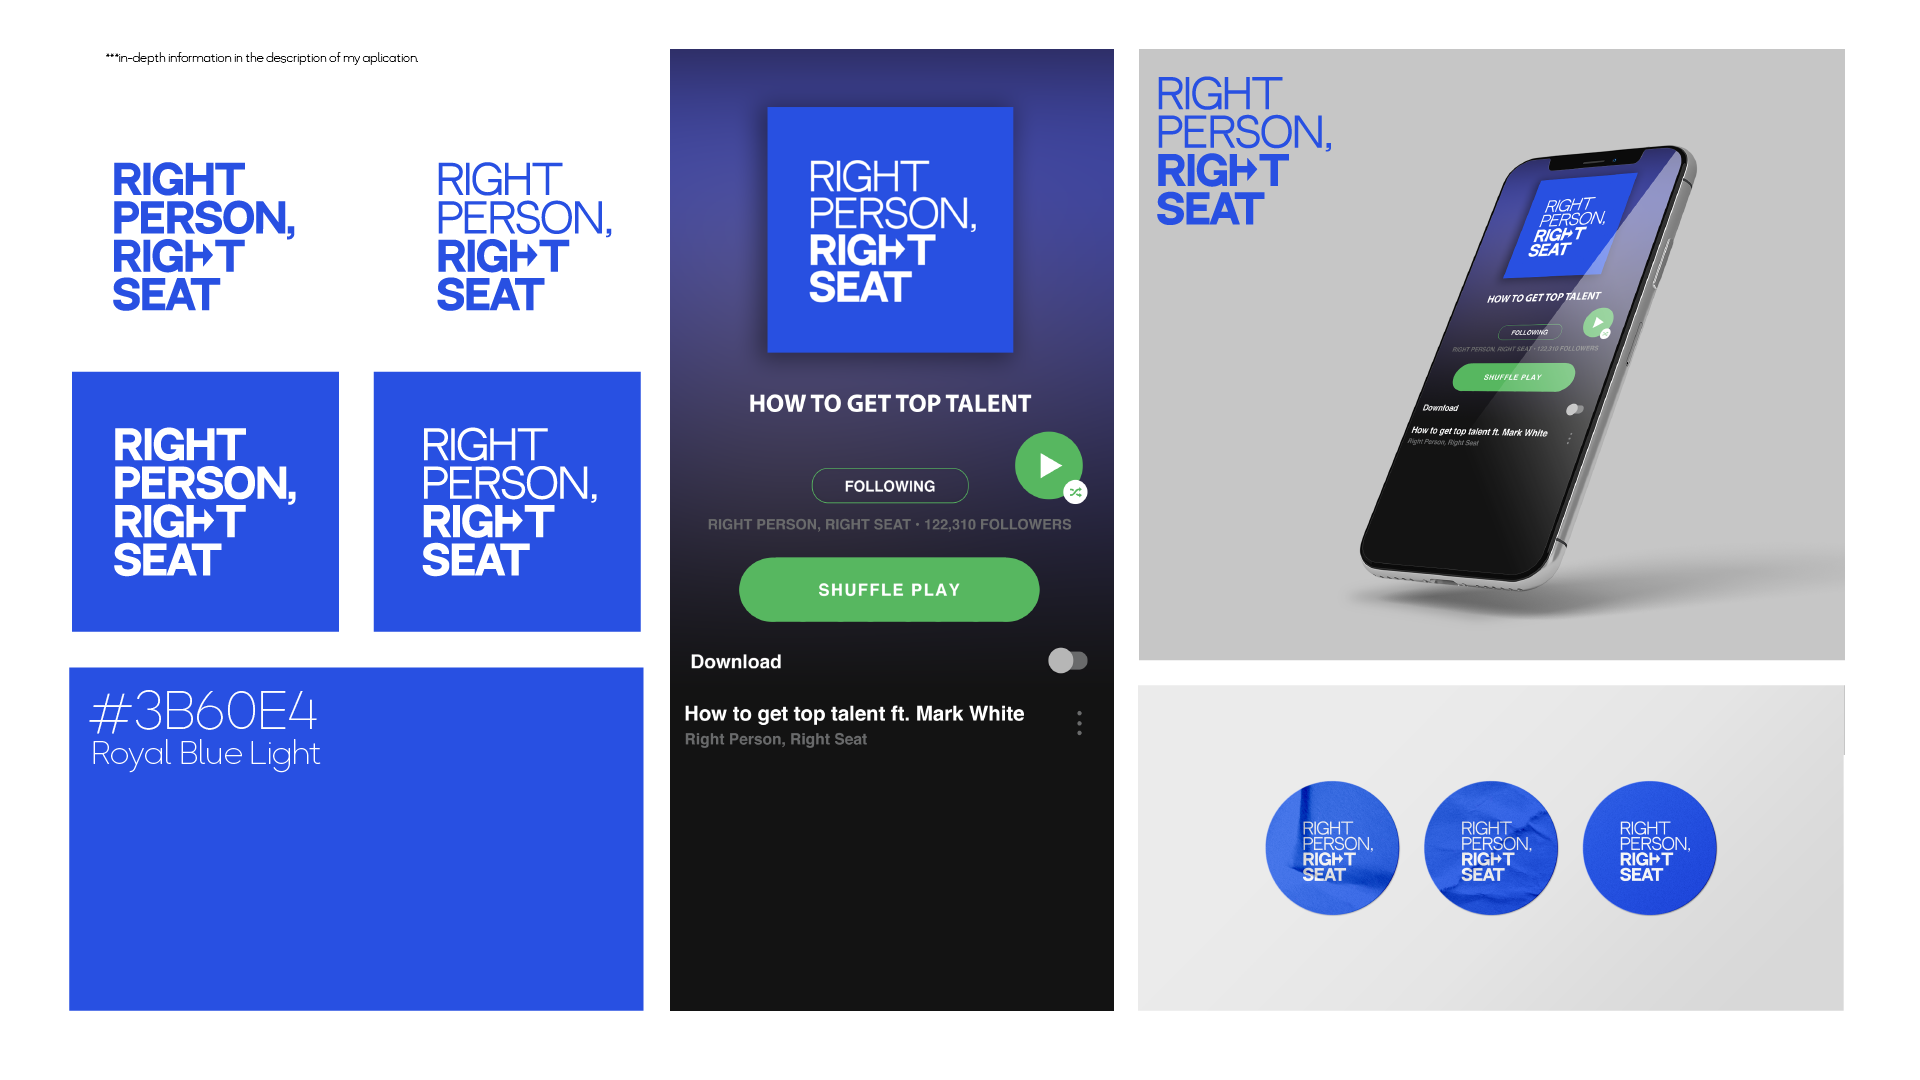 ***in-depth information in the description of my aplication.
RIGHT
PERSON,
RIGHT
SEAT
RIGHT
PERSON,
RIGHT
SEAT
RIGHT
PERSON,
RIGHT
SEAT
RIGHT
PERSON,
RIGHT
SEAT
#3B60E4
Royal Blue Light
RIGHT
PERSON,
RIGHT
SEAT
HOW TO GET TOP TALENT
FOLLOWING
RIGHT PERSON, RIGHT SEAT • 122,310 FOLLOWERS
SHUFFLE PLAY
Download
How to get top talent ft. Mark White
Right Person, Right Seat
RIGHT
PERSON,
RIGHT
SEAT
RIGHT
PERSON,
RIGHT
SEAT
HOW TO GET TOP TALENT
FOLLOWING
RIGHT PERSON, RIGHT SEAT • 122,310 FOLLOWERS
SHUFFLE PLAY
Download
How to get top talent ft. Mark White
Right Person, Right Seat
RIGHT
PERSON,
RIGHT
SEAT
RIGHT
PERSON,
RIGHT
SEAT
RIGHT
PERSON,
RIGHT
SEAT